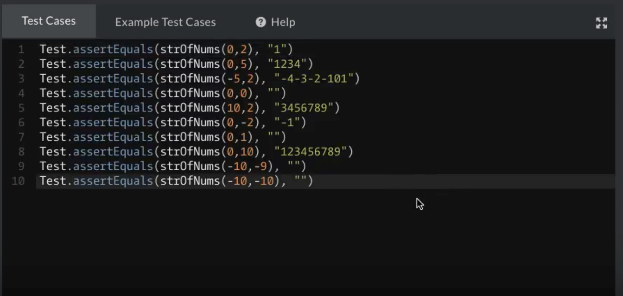 Test Cases Example Test Cases Help
1 Test.assertEquals(strOfNums(0,2), "1")
2 Test.assertEquals(strOfNums(0,5), "1234")
3 Test.assertEquals(strOfNums(-5,2), "-4-3-2-101")
4 Test.assertEquals(strOfNums(0,0), "")
5 Test.assertEquals(strOfNums(10,2), "3456789")
6 Test.assertEquals(strOfNums(0,-2), "-1")
7 Test.assertEquals(strOfNums(0,1), "")
8 Test.assertEquals(strOfNums(0,10), "123456789")
9 Test.assertEquals(strOfNums(-10,-9), "")
10 Test.assertEquals(strOfNums(-10,-10), "")